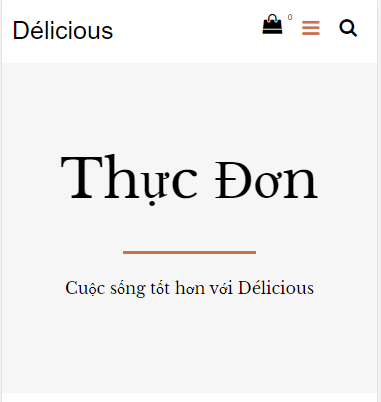 Délicious
0
Thực Đơn
Cuộc sống tốt hơn với Délicious